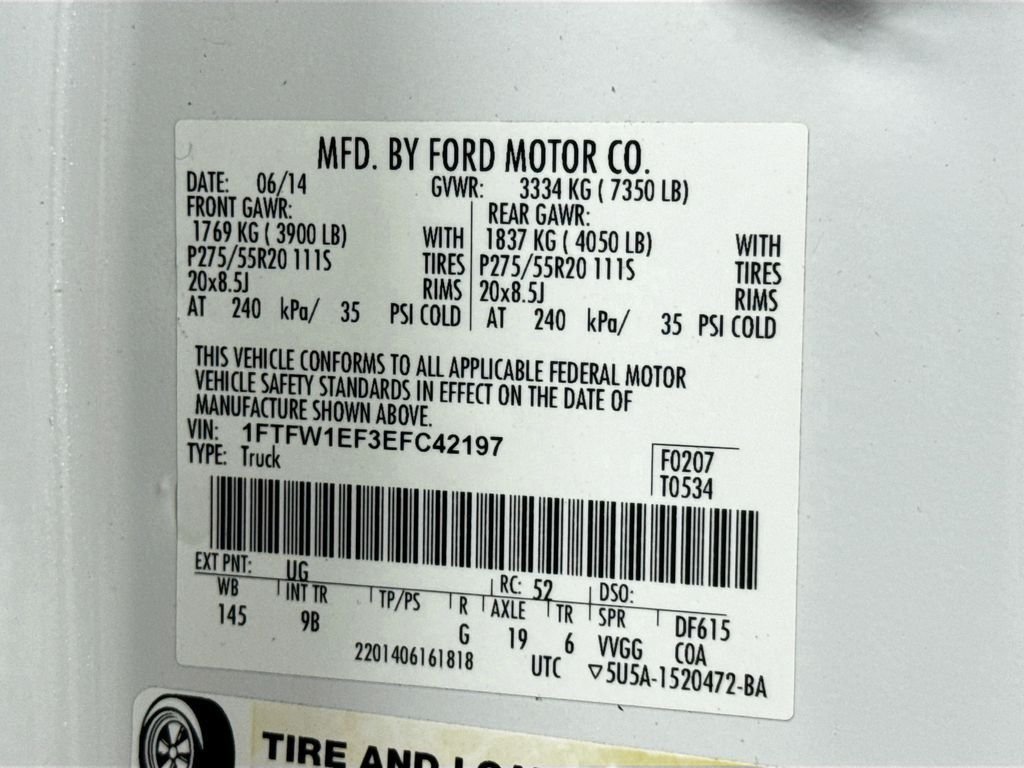 MFD. BY FORD MOTOR CO.
DATE: 06/14 GVWR: 3334 KG ( 7350 LB)
FRONT GAWR: REAR GAWR:
1769 KG ( 3900 LB) WITH 1837 KG ( 4050 LB) WITH
P275/55R20 111S TIRES P275/55R20 111S TIRES
20x8.5J RIMS 20x8.5J RIMS
AT 240 kPa/ 35 PSI COLD AT 240 kPa/ 35 PSI COLD
THIS VEHICLE CONFORMS TO ALL APPLICABLE FEDERAL MOTOR
VEHICLE SAFETY STANDARDS IN EFFECT ON THE DATE OF
MANUFACTURE SHOWN ABOVE.
VIN: 1FTFW1EF3EFC42197
TYPE: Truck
F0207
T0534
EXT PNT: UG RC: 52 DSO:
WB INT TR TP/PS R AXLE TR SPR DF615
145 9B G 19 6 VVGG COA
2201406161818 UTC ▽5U5A-1520472-BA
TIRE AND